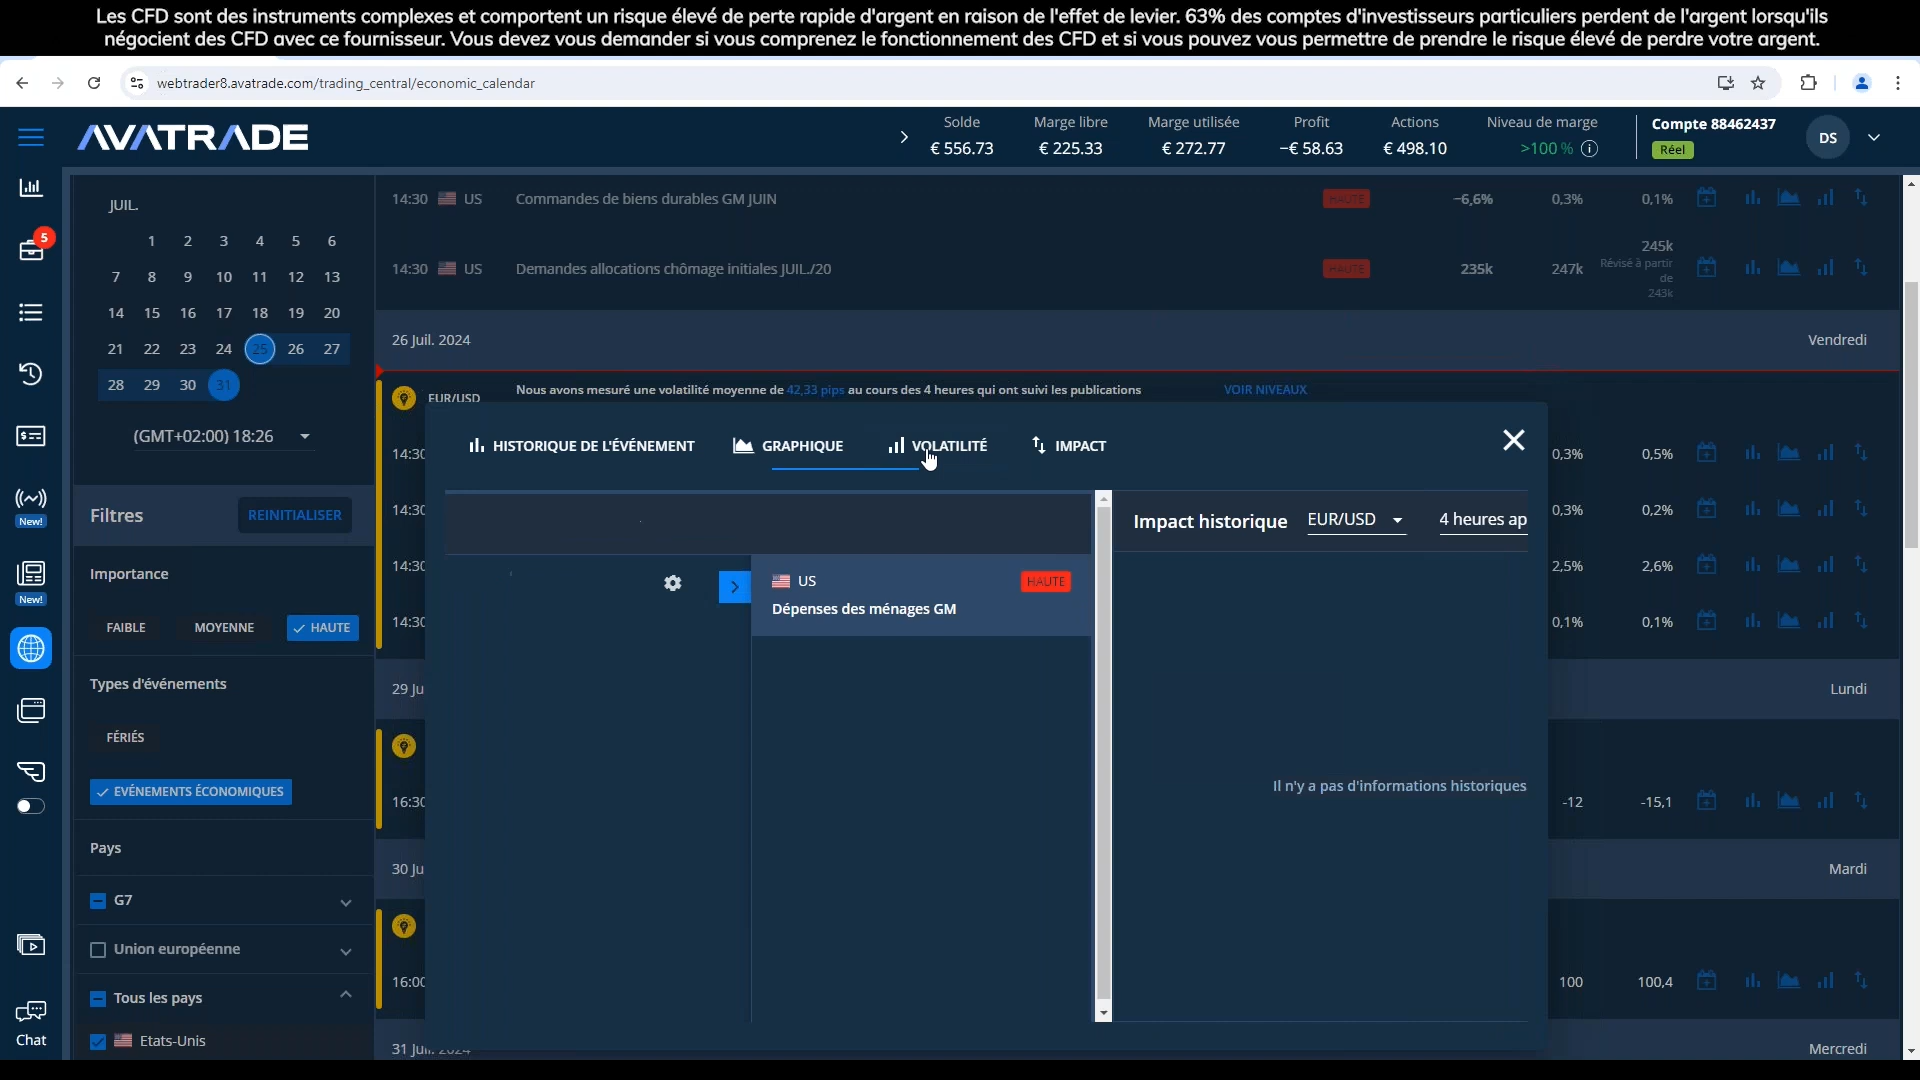 Les CFD sont des instruments complexes et comportent un risque élevé de perte rapide d'argent en raison de l'effet de levier. 63% des comptes d'investisseurs particuliers perdent de l'argent lorsqu'ils
négocient des CFD avec ce fournisseur. Vous devez vous demander si vous comprenez le fonctionnement des CFD et si vous pouvez vous permettre de prendre le risque élevé de perdre votre argent.
webtrader8.avatrade.com/trading_central/economic_calendar
AVATRADE
Solde Marge libre Marge utilisée Profit Actions Niveau de marge Compte 88462437
€ 556.73 € 225.33 € 272.77 −€ 58.63 € 498.10 >100 % Réel DS
JUIL.
1 2 3 4 5 6
7 8 9 10 11 12 13
14 15 16 17 18 19 20
21 22 23 24 25 26 27
28 29 30 31
(GMT+02:00) 18:26
Filtres REINITIALISER
Importance
FAIBLE MOYENNE HAUTE
Types d'événements
FÉRIÉS
EVÉNEMENTS ÉCONOMIQUES
Pays
G7
Union européenne
Tous les pays
Etats-Unis
5
New!
New!
Chat
14:30 US Commandes de biens durables GM JUIN HAUTE −6,6% 0,3% 0,1%
14:30 US Demandes allocations chômage initiales JUIL./20 HAUTE 235k 247k 245k
Révisé à partir
de
243k
26 Juil. 2024 Vendredi
EUR/USD Nous avons mesuré une volatilité moyenne de 42,33 pips au cours des 4 heures qui ont suivi les publications VOIR NIVEAUX
HISTORIQUE DE L'ÉVÉNEMENT GRAPHIQUE VOLATILITÉ IMPACT
Impact historique EUR/USD 4 heures ap
US HAUTE
Dépenses des ménages GM
Il n'y a pas d'informations historiques
14:30 0,3% 0,5%
14:30 0,3% 0,2%
14:30 2,5% 2,6%
14:30 0,1% 0,1%
29 Ju Lundi
16:30 -12 -15,1
30 Ju Mardi
16:00 100 100,4
31 Juil. 2024 Mercredi